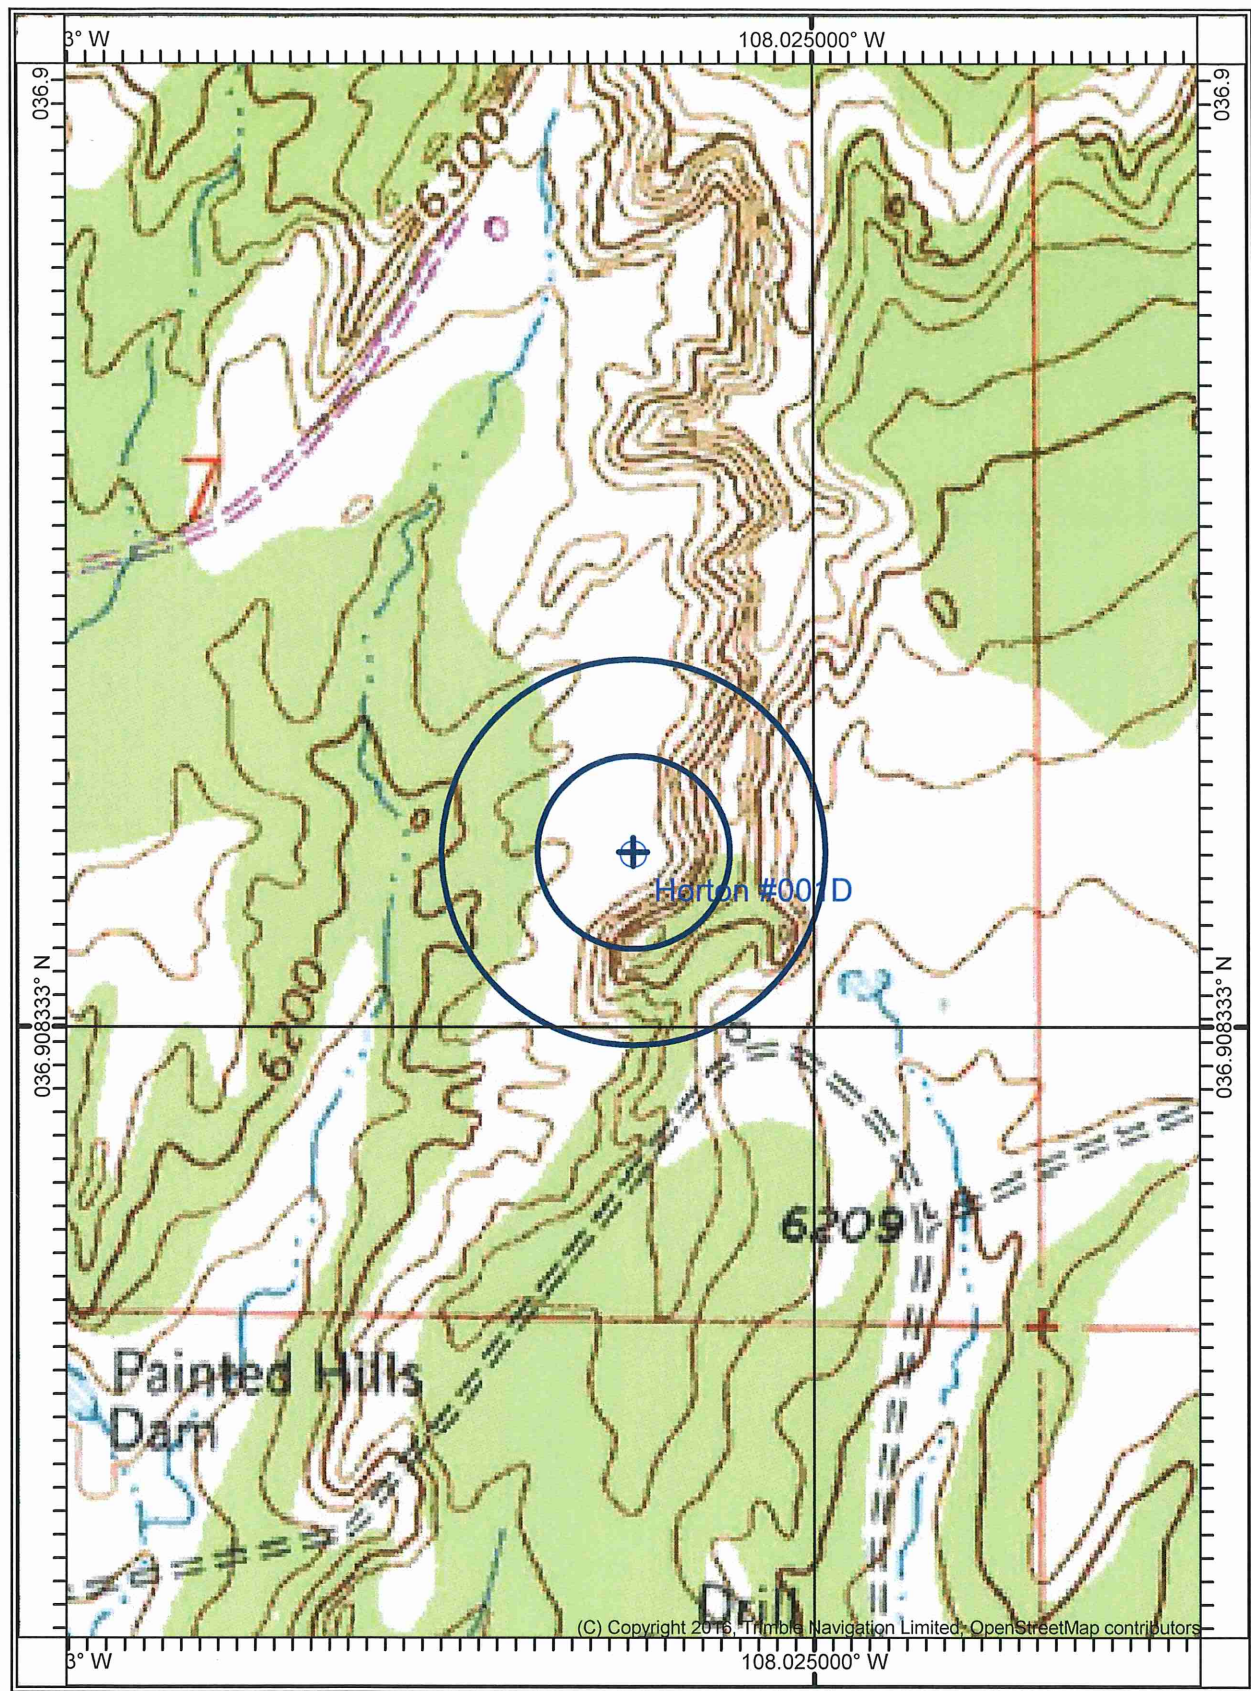 3° W
108.025000° W
036.9
036.9
6300
7
Horton #001D
6200
036.908333° N
036.908333° N
6209
Painted Hills
Dam
Drill
(C) Copyright 2016, Trimble Navigation Limited, OpenStreetMap contributors
3° W
108.025000° W